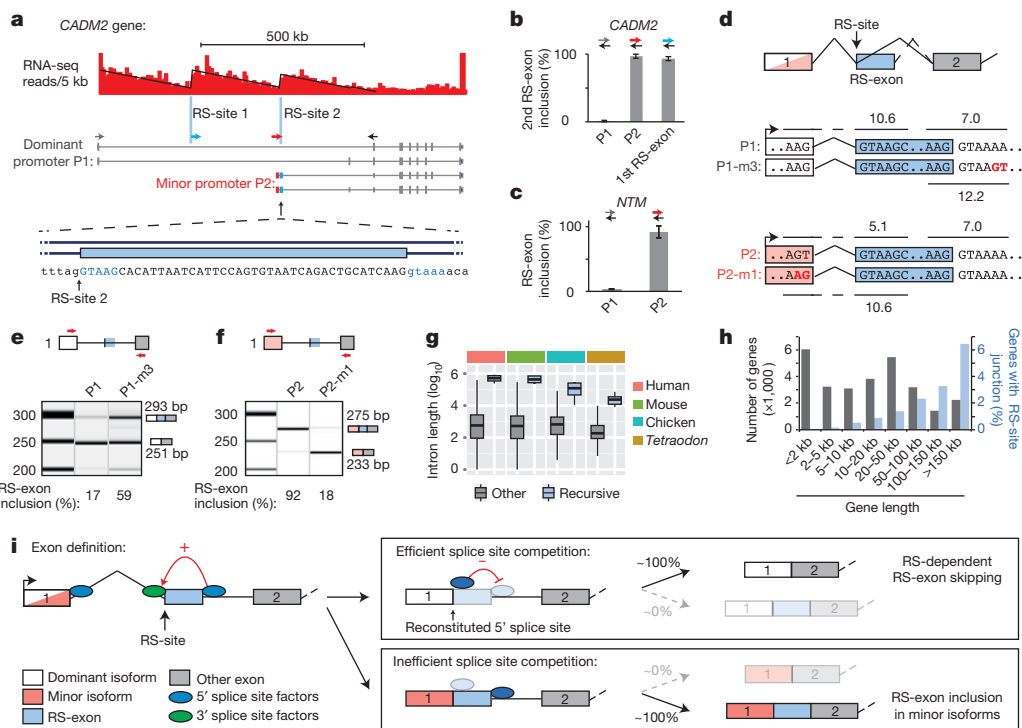 a
CADM2 gene:
500 kb
RNA-seq
reads/5 kb
RS-site 1
RS-site 2
Dominant
promoter P1:
Minor promoter P2:
tttagGTAAGCACATTAATCATTCCAGTGTAATCAGACTGCATCAAGgtaaaaca
RS-site 2
b
CADM2
2nd RS-exon
inclusion (%)
100
0
P1
P2
1st RS-exon
c
NTM
RS-exon
inclusion (%)
100
0
P1
P2
d
RS-site
1
2
RS-exon
10.6
7.0
P1:
..AAG
GTAAGC..AAG
GTAAAA..
P1-m3:
..AAG
GTAAGC..AAG
GTAAGT..
12.2
5.1
7.0
P2:
..AGT
GTAAGC..AAG
GTAAAA..
P2-m1:
..AAG
GTAAGC..AAG
GTAAAA..
10.6
e
1
2
P1
P1-m3
300
250
200
293 bp
251 bp
RS-exon
inclusion (%):
17
59
f
1
2
P2
P2-m1
300
250
200
275 bp
233 bp
RS-exon
inclusion (%):
92
18
g
Intron length (log10)
6
4
2
0
Human
Mouse
Chicken
Tetraodon
Other
Recursive
h
Number of genes
(×1,000)
6
4
2
0
6
4
2
0
Genes with RS-site
junction (%)
<2 kb
2–5 kb
5–10 kb
10–20 kb
20–50 kb
50–100 kb
100–150 kb
>150 kb
Gene length
i
Exon definition:
+
1
2
RS-site
Dominant isoform
Minor isoform
RS-exon
Other exon
5′ splice site factors
3′ splice site factors
Efficient splice site competition:
–
1
2
Reconstituted 5′ splice site
~100%
~0%
1
2
1
2
RS-dependent
RS-exon skipping
Inefficient splice site competition:
1
2
~0%
~100%
1
2
1
2
RS-exon inclusion
in minor isoforms